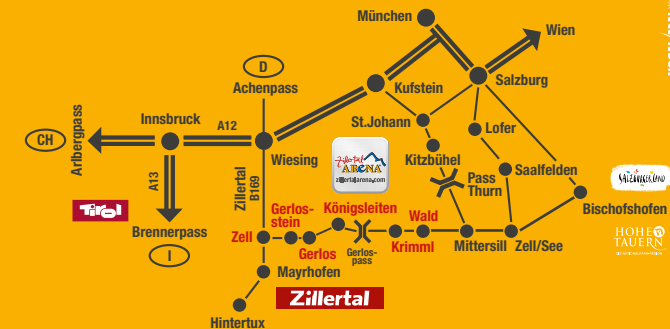 München
Wien
D
Achenpass
Kufstein
Salzburg
Innsbruck
A12
St.Johann
Lofer
CH
Arlbergpass
Wiesing
Zillertal
ARENA
zillertalarena.com
Kitzbühel
Pass
Thurn
Saalfelden
A13
Zillertal
B169
SALZBURGERLAND
Tirol
Gerlos-
stein
Königsleiten
Wald
Bischofshofen
Brennerpass
Zell
Gerlos
Gerlos-
pass
Krimml
Mittersill
Zell/See
HOHE
TAUERN
I
Mayrhofen
Zillertal
Hintertux